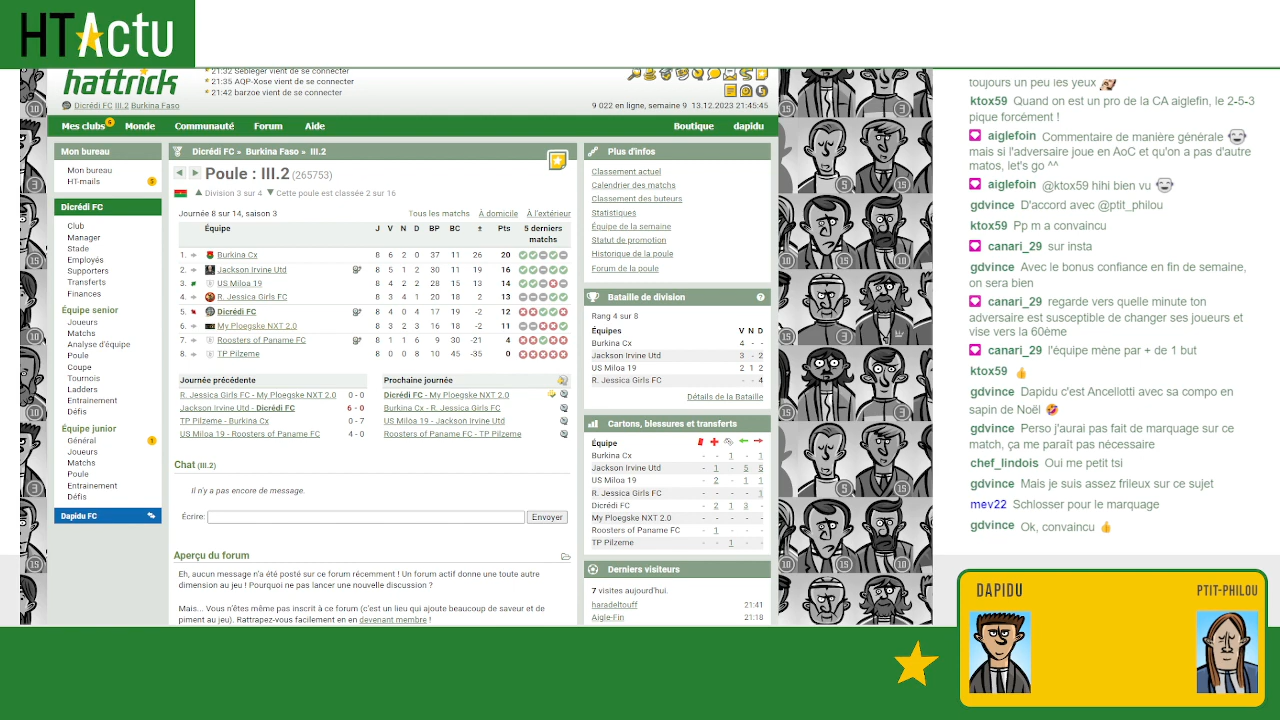 HTActu
toujours un peu les yeux
ktox59 Quand on est un pro de la CA aiglefin, le 2-5-3
pique forcément !
aiglefoin Commentaire de manière générale
mais si l'adversaire joue en AoC et qu'on a pas d'autre
matos, let's go ^^
aiglefoin @ktox59 hihi bien vu
gdvince D'accord avec @ptit_philou
ktox59 Pp m a convaincu
canari_29 sur insta
gdvince Avec le bonus confiance en fin de semaine,
on sera bien
canari_29 regarde vers quelle minute ton
adversaire est susceptible de changer ses joueurs et
vise vers la 60ème
canari_29 l'équipe mène par + de 1 but
ktox59
gdvince Dapidu c'est Ancellotti avec sa compo en
sapin de Noël
gdvince Perso j'aurai pas fait de marquage sur ce
match, ça me paraît pas nécessaire
chef_lindois Oui me petit tsi
gdvince Mais je suis assez frileux sur ce sujet
mev22 Schlosser pour le marquage
gdvince Ok, convaincu
21:32 Sebleger vient de se connecter
21:35 AQP-Xose vient de se connecter
21:42 barzoe vient de se connecter
hattrick
Dicrédi FC III.2 Burkina Faso
9 022 en ligne, semaine 9 13.12.2023 21:45:45
Mes clubs 6 Monde Communauté Forum Aide Boutique dapidu
Mon bureau
Mon bureau
HT-mails 5
Dicrédi FC
Club
Manager
Stade
Employés
Supporters
Transferts
Finances
Équipe senior
Joueurs
Matchs
Analyse d'équipe
Poule
Coupe
Tournois
Ladders
Entrainement
Défis
Équipe junior
Général 1
Joueurs
Matchs
Poule
Entrainement
Défis
Dapidu FC
Dicrédi FC » Burkina Faso » III.2
Poule : III.2 (265753)
Division 3 sur 4 Cette poule est classée 2 sur 16
Journée 8 sur 14, saison 3 Tous les matchs À domicile À l'extérieur
Équipe J V N D BP BC ± Pts 5 derniers
matchs
1. Burkina Cx 8 6 2 0 37 11 26 20
2. Jackson Irvine Utd 8 5 1 2 30 11 19 16
3. US Miloa 19 8 4 2 2 28 15 13 14
4. R. Jessica Girls FC 8 3 4 1 20 18 2 13
5. Dicrédi FC 8 4 0 4 17 19 -2 12
6. My Ploegske NXT 2.0 8 3 2 3 16 18 -2 11
7. Roosters of Paname FC 8 1 1 6 9 30 -21 4
8. TP Pilzeme 8 0 0 8 10 45 -35 0
Journée précédente
R. Jessica Girls FC - My Ploegske NXT 2.0 0 - 0
Jackson Irvine Utd - Dicrédi FC 6 - 0
TP Pilzeme - Burkina Cx 0 - 7
US Miloa 19 - Roosters of Paname FC 4 - 0
Prochaine journée
Dicrédi FC - My Ploegske NXT 2.0
Burkina Cx - R. Jessica Girls FC
US Miloa 19 - Jackson Irvine Utd
Roosters of Paname FC - TP Pilzeme
Chat (III.2)
Il n'y a pas encore de message.
Écrire: Envoyer
Aperçu du forum
Eh, aucun message n'a été posté sur ce forum récemment ! Un forum actif donne une toute autre
dimension au jeu ! Pourquoi ne pas lancer une nouvelle discussion ?
Mais... Vous n'êtes même pas inscrit à ce forum (c'est un lieu qui ajoute beaucoup de saveur et de
piment au jeu). Rattrapez-vous facilement en en devenant membre !
Plus d'infos
Classement actuel
Calendrier des matchs
Classement des buteurs
Statistiques
Équipe de la semaine
Statut de promotion
Historique de la poule
Forum de la poule
Bataille de division
Rang 4 sur 8
Équipes V N D
Burkina Cx 4 - -
Jackson Irvine Utd 3 - 2
US Miloa 19 2 1 2
R. Jessica Girls FC - - 4
Détails de la Bataille
Cartons, blessures et transferts
Équipe
Burkina Cx - - 1 - 1
Jackson Irvine Utd - 1 - 5 5
US Miloa 19 - 2 - 1 1
R. Jessica Girls FC - - - - 1
Dicrédi FC - 2 1 3 -
My Ploegske NXT 2.0 - - - - -
Roosters of Paname FC - 1 - - -
TP Pilzeme - - 1 - -
Derniers visiteurs
7 visites aujourd'hui.
haradeltouff 21:41
Aigle-Fin 21:18
DAPIDU PTIT-PHILOU